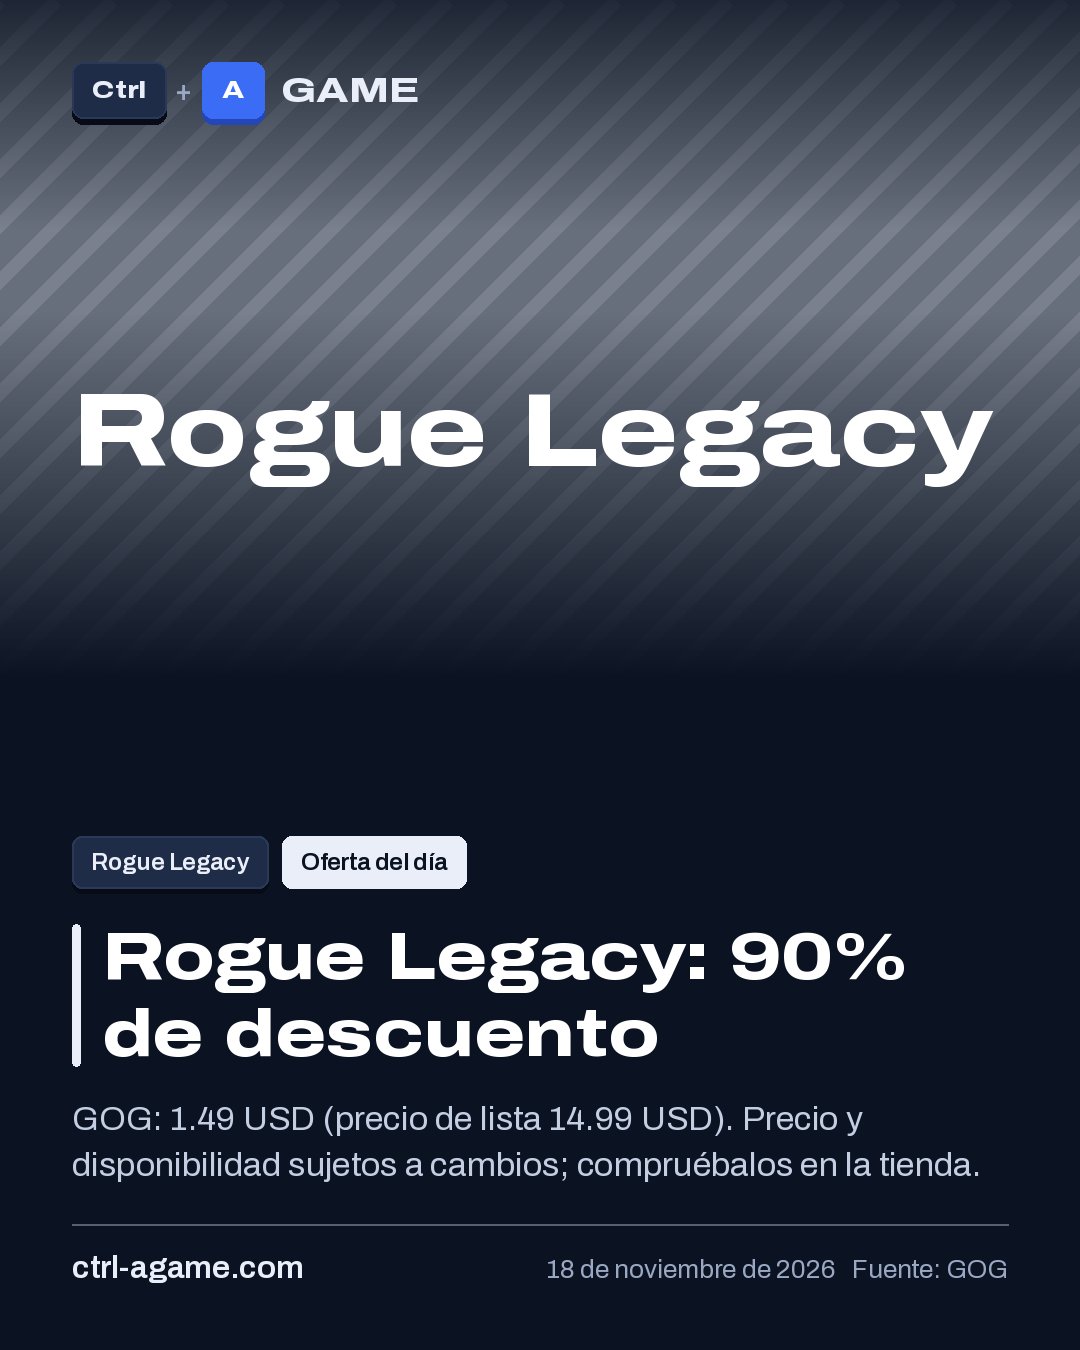 Ctrl + A GAME
Rogue Legacy
Rogue Legacy Oferta del día
Rogue Legacy: 90%
de descuento
GOG: 1.49 USD (precio de lista 14.99 USD). Precio y
disponibilidad sujetos a cambios; compruébalos en la tienda.
ctrl-agame.com 18 de noviembre de 2026 Fuente: GOG